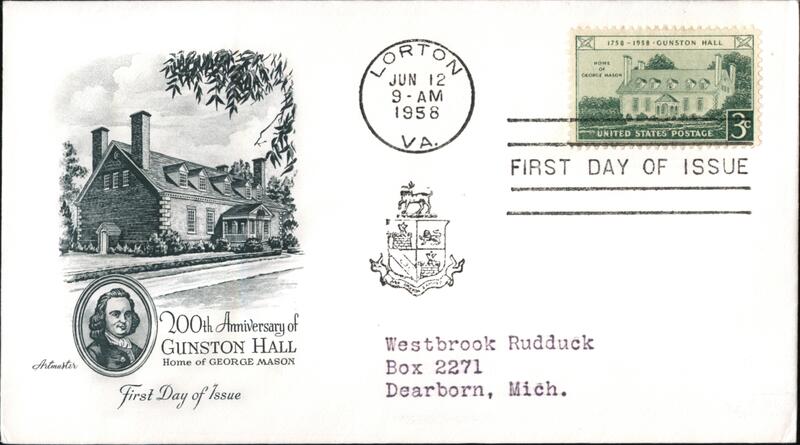 LORTON
JUN 12
9-AM
1958
VA.
1758-1958·GUNSTON HALL
HOME
OF
GEORGE MASON
UNITED STATES POSTAGE
3c
FIRST DAY OF ISSUE
200th Anniversary of
GUNSTON HALL
Home of GEORGE MASON
Artmaster
First Day of Issue
Westbrook Rudduck
Box 2271
Dearborn, Mich.